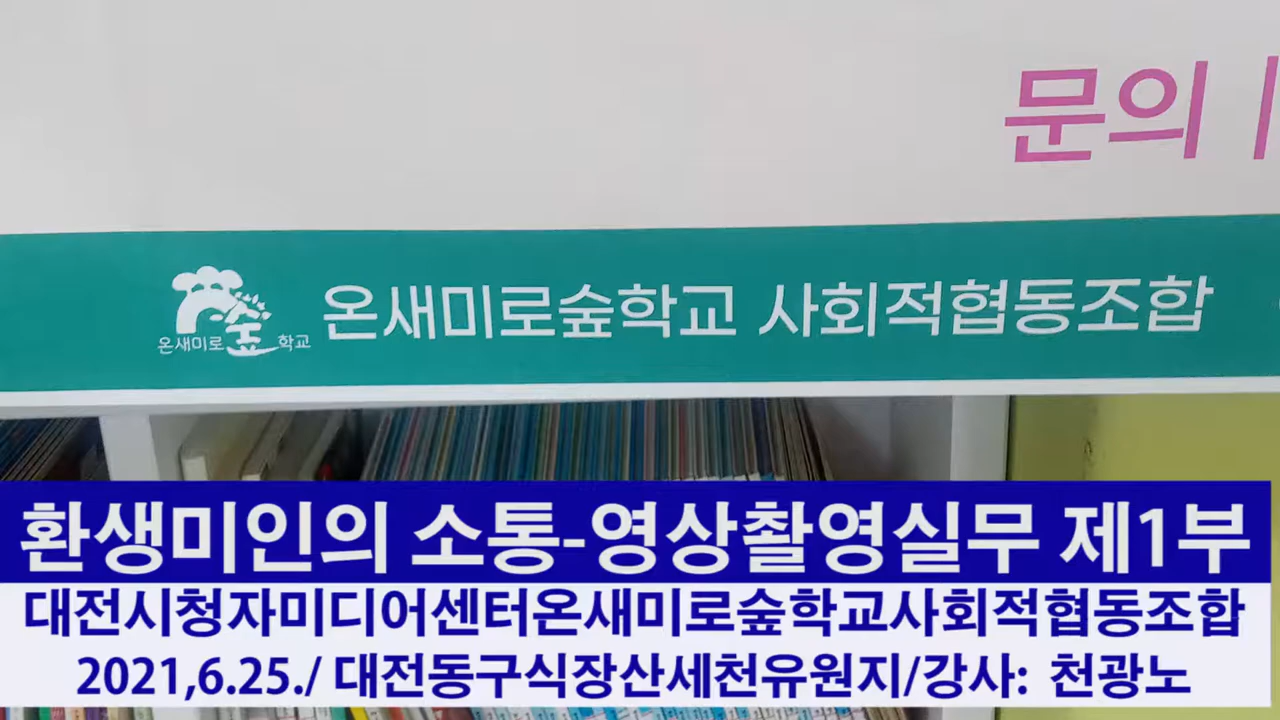 문의 |
온새미로숲학교 온새미로숲학교 사회적협동조합
환생미인의 소통-영상촬영실무 제1부
대전시청자미디어센터온새미로숲학교사회적협동조합
2021,6.25./ 대전동구식장산세천유원지/강사: 천광노